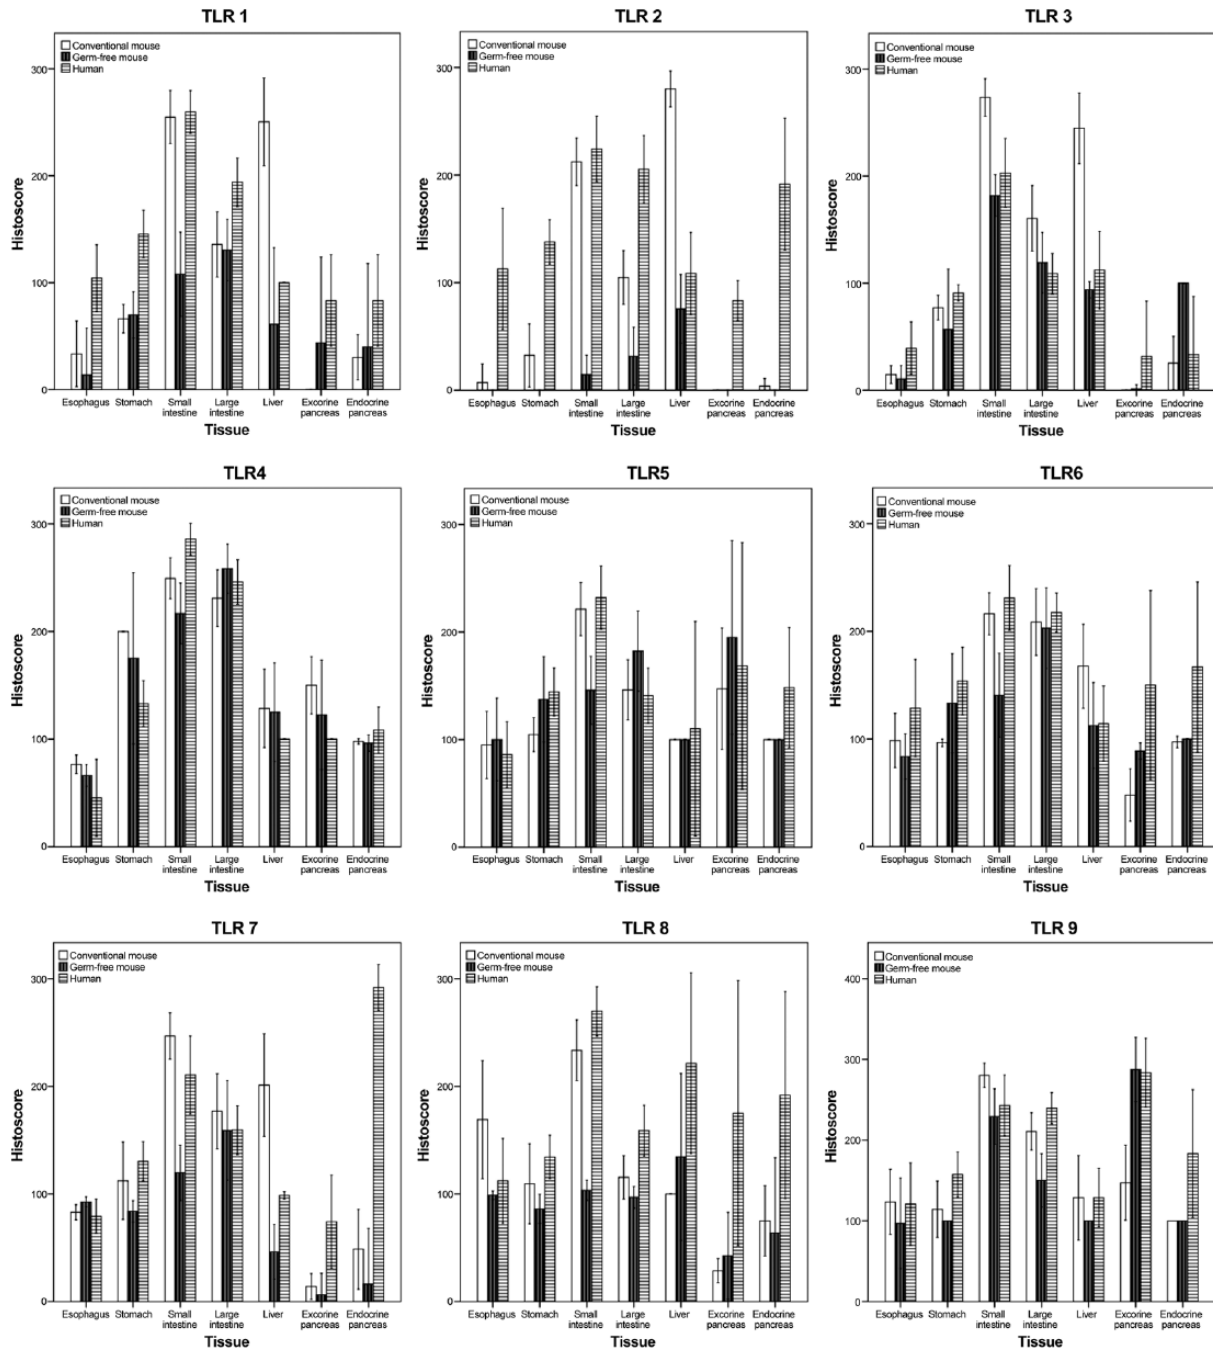 TLR 1
Conventional mouse
Germ-free mouse
Human
Histoscore
300
200
100
0
Esophagus Stomach Small intestine Large intestine Liver Excorine pancreas Endocrine pancreas
Tissue
TLR 2
Conventional mouse
Germ-free mouse
Human
Histoscore
300
200
100
0
Esophagus Stomach Small intestine Large intestine Liver Excorine pancreas Endocrine pancreas
Tissue
TLR 3
Conventional mouse
Germ-free mouse
Human
Histoscore
300
200
100
0
Esophagus Stomach Small intestine Large intestine Liver Excorine pancreas Endocrine pancreas
Tissue
TLR4
Conventional mouse
Germ-free mouse
Human
Histoscore
300
200
100
0
Esophagus Stomach Small intestine Large intestine Liver Excorine pancreas Endocrine pancreas
Tissue
TLR5
Conventional mouse
Germ-free mouse
Human
Histoscore
300
200
100
0
Esophagus Stomach Small intestine Large intestine Liver Excorine pancreas Endocrine pancreas
Tissue
TLR6
Conventional mouse
Germ-free mouse
Human
Histoscore
300
200
100
0
Esophagus Stomach Small intestine Large intestine Liver Excorine pancreas Endocrine pancreas
Tissue
TLR 7
Conventional mouse
Germ-free mouse
Human
Histoscore
300
200
100
0
Esophagus Stomach Small intestine Large intestine Liver Excorine pancreas Endocrine pancreas
Tissue
TLR 8
Conventional mouse
Germ-free mouse
Human
Histoscore
300
200
100
0
Esophagus Stomach Small intestine Large intestine Liver Excorine pancreas Endocrine pancreas
Tissue
TLR 9
Conventional mouse
Germ-free mouse
Human
Histoscore
400
300
200
100
0
Esophagus Stomach Small intestine Large intestine Liver Excorine pancreas Endocrine pancreas
Tissue